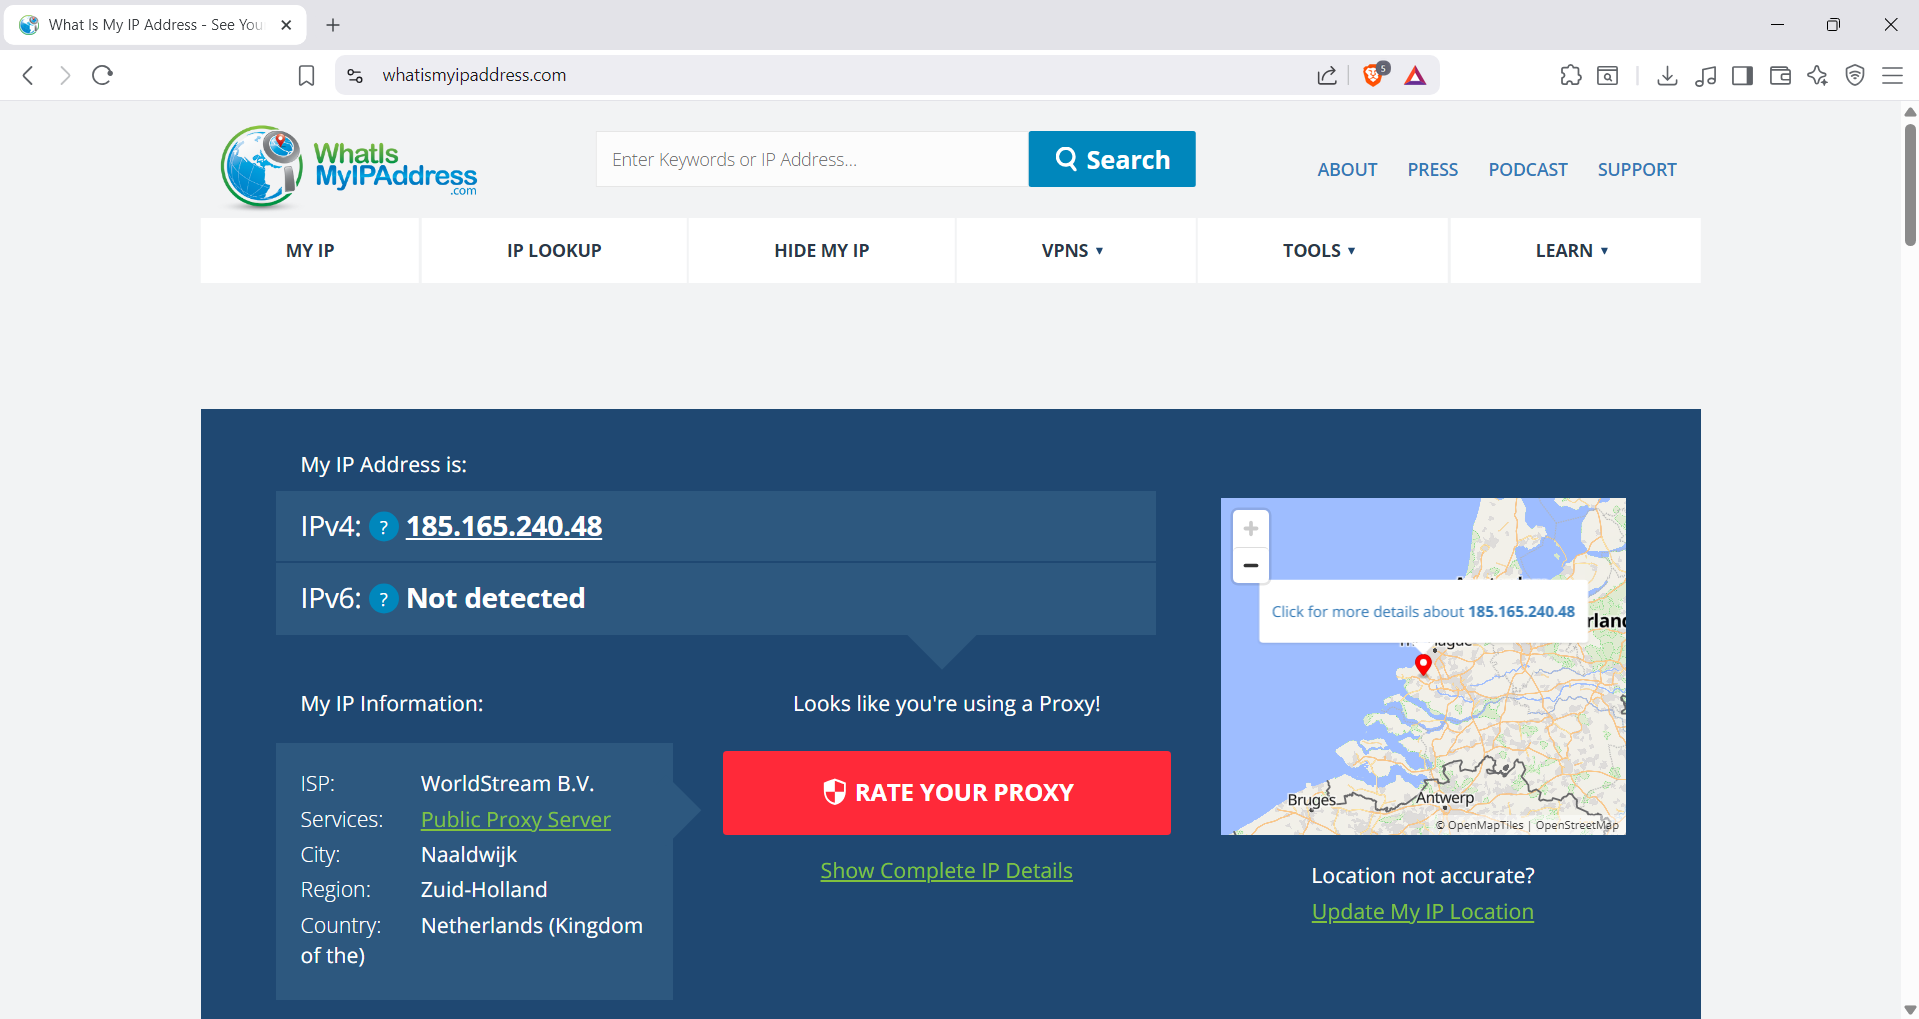 What Is My IP Address - See You
whatismyipaddress.com
5
WhatIs
MyIPAddress
.com
Enter Keywords or IP Address...
Search
ABOUT
PRESS
PODCAST
SUPPORT
MY IP
IP LOOKUP
HIDE MY IP
VPNS ▼
TOOLS ▼
LEARN ▼
My IP Address is:
IPv4: ? 185.165.240.48
IPv6: ? Not detected
My IP Information:
ISP: WorldStream B.V.
Services: Public Proxy Server
City: Naaldwijk
Region: Zuid-Holland
Country: Netherlands (Kingdom
of the)
Looks like you're using a Proxy!
RATE YOUR PROXY
Show Complete IP Details
+
−
Click for more details about 185.165.240.48
rland
Bruges
Antwerp
© OpenMapTiles | OpenStreetMap
Location not accurate?
Update My IP Location